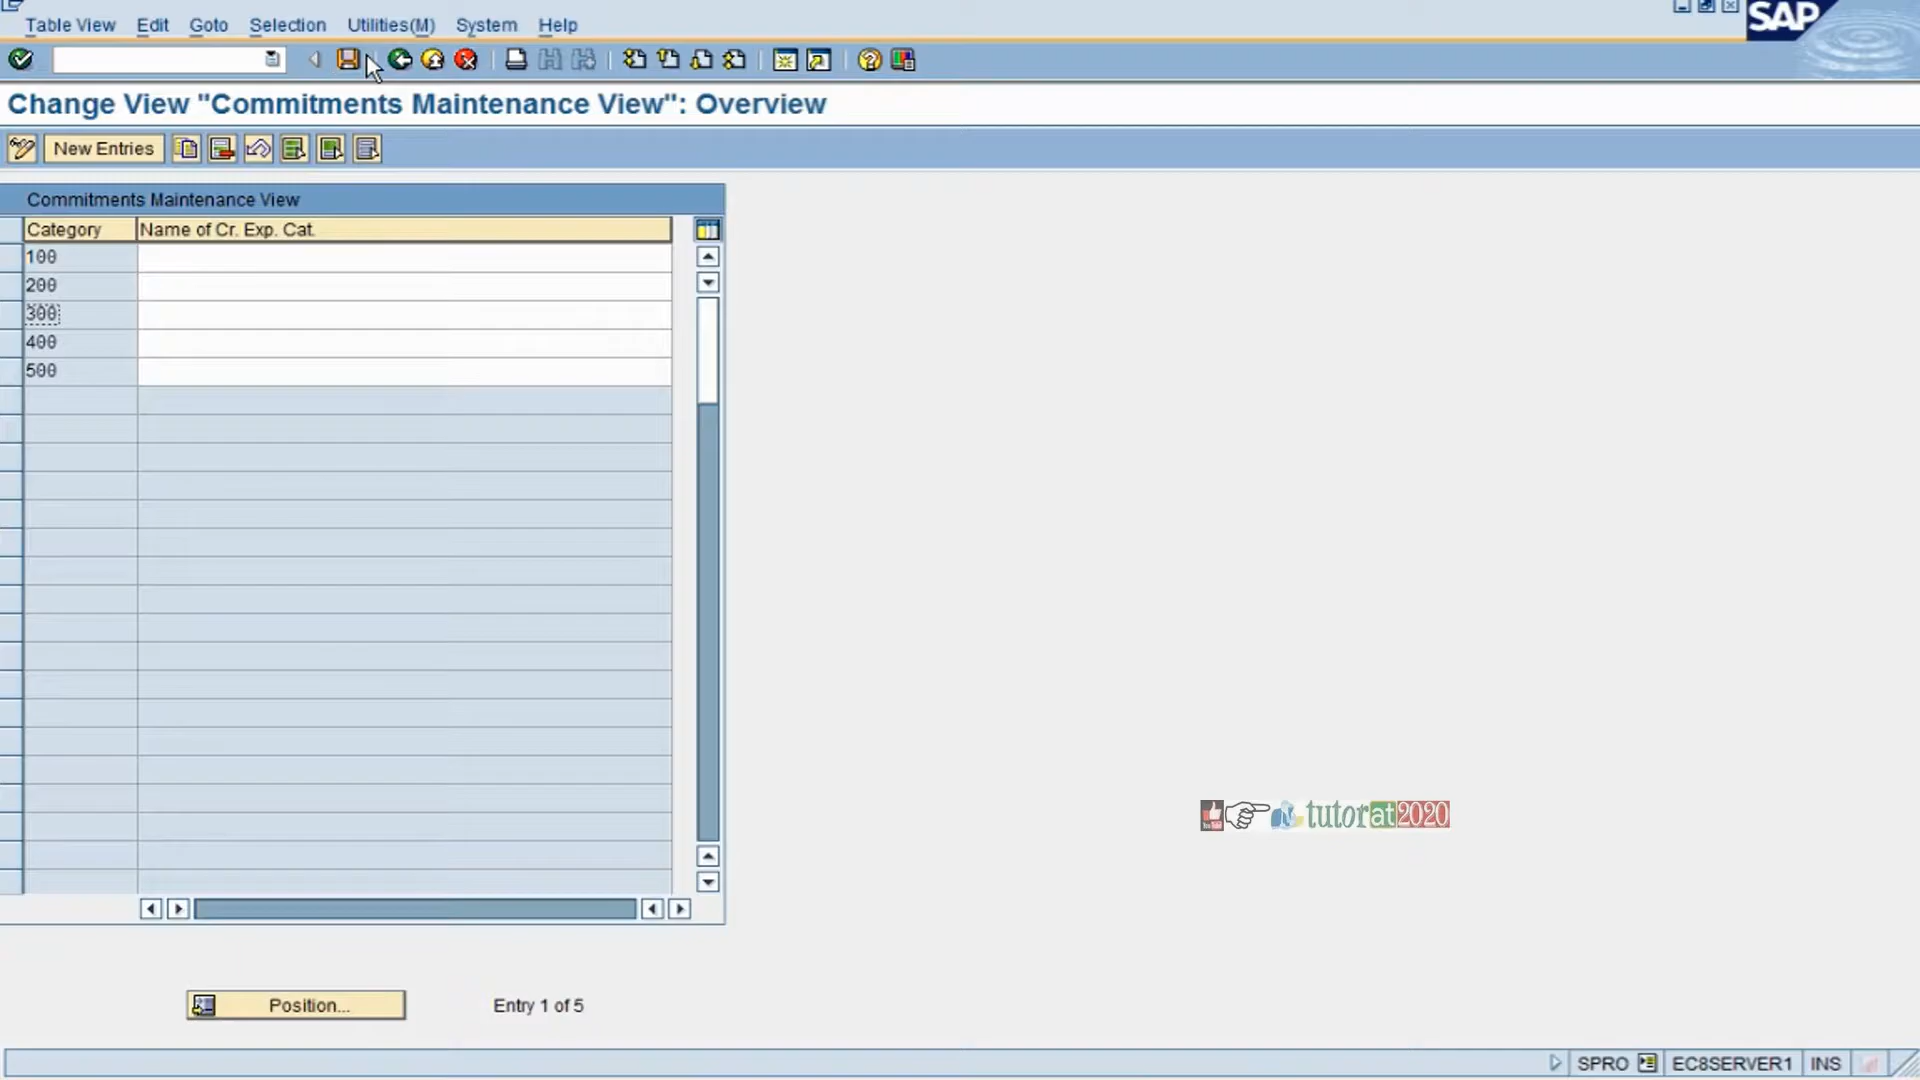 Table View Edit Goto Selection Utilities(M) System Help
SAP
Change View "Commitments Maintenance View": Overview
New Entries
Commitments Maintenance View
Category Name of Cr. Exp. Cat.
100
200
300
400
500
tutorat2020
Position... Entry 1 of 5
SPRO EC8SERVER1 INS